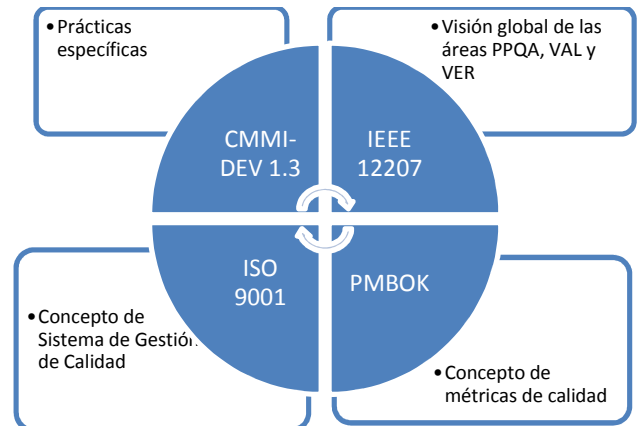 •Prácticas
específicas
•Visión global de las
áreas PPQA, VAL y
VER
CMMI-
DEV 1.3
IEEE
12207
ISO
9001
PMBOK
•Concepto de
Sistema de Gestión
de Calidad
•Concepto de
métricas de calidad